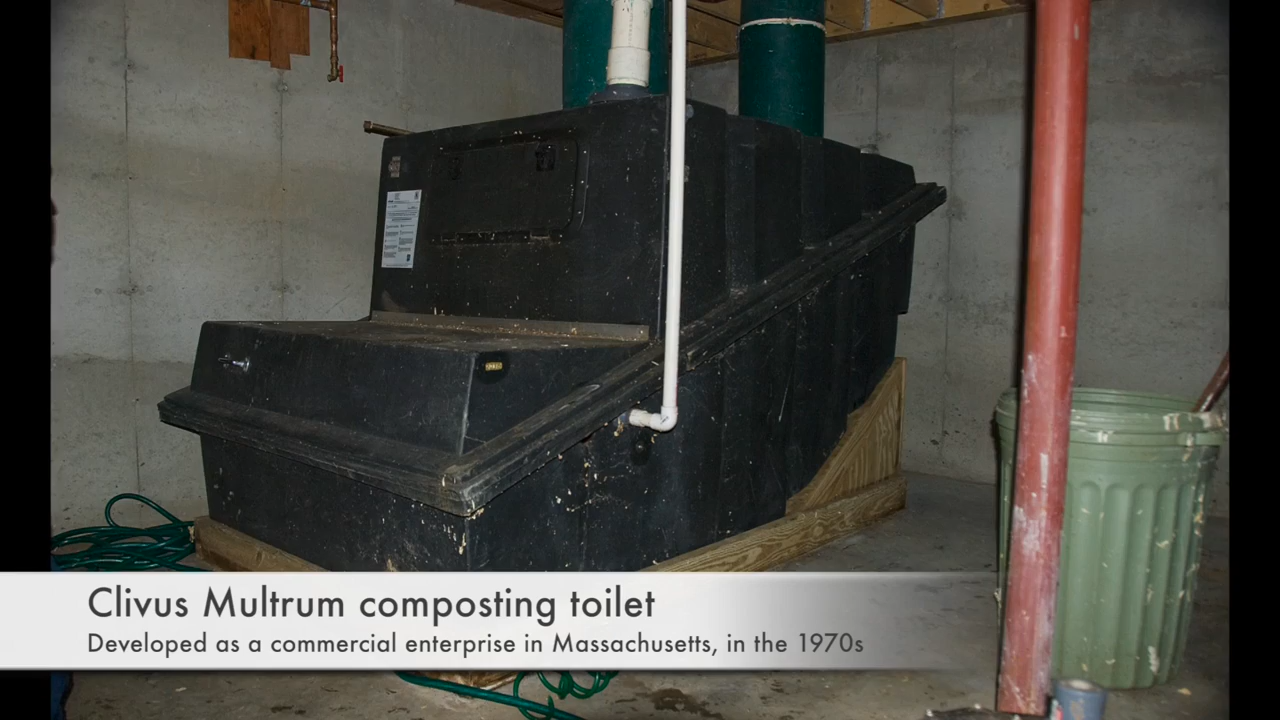 Clivus Multrum composting toilet
Developed as a commercial enterprise in Massachusetts, in the 1970s